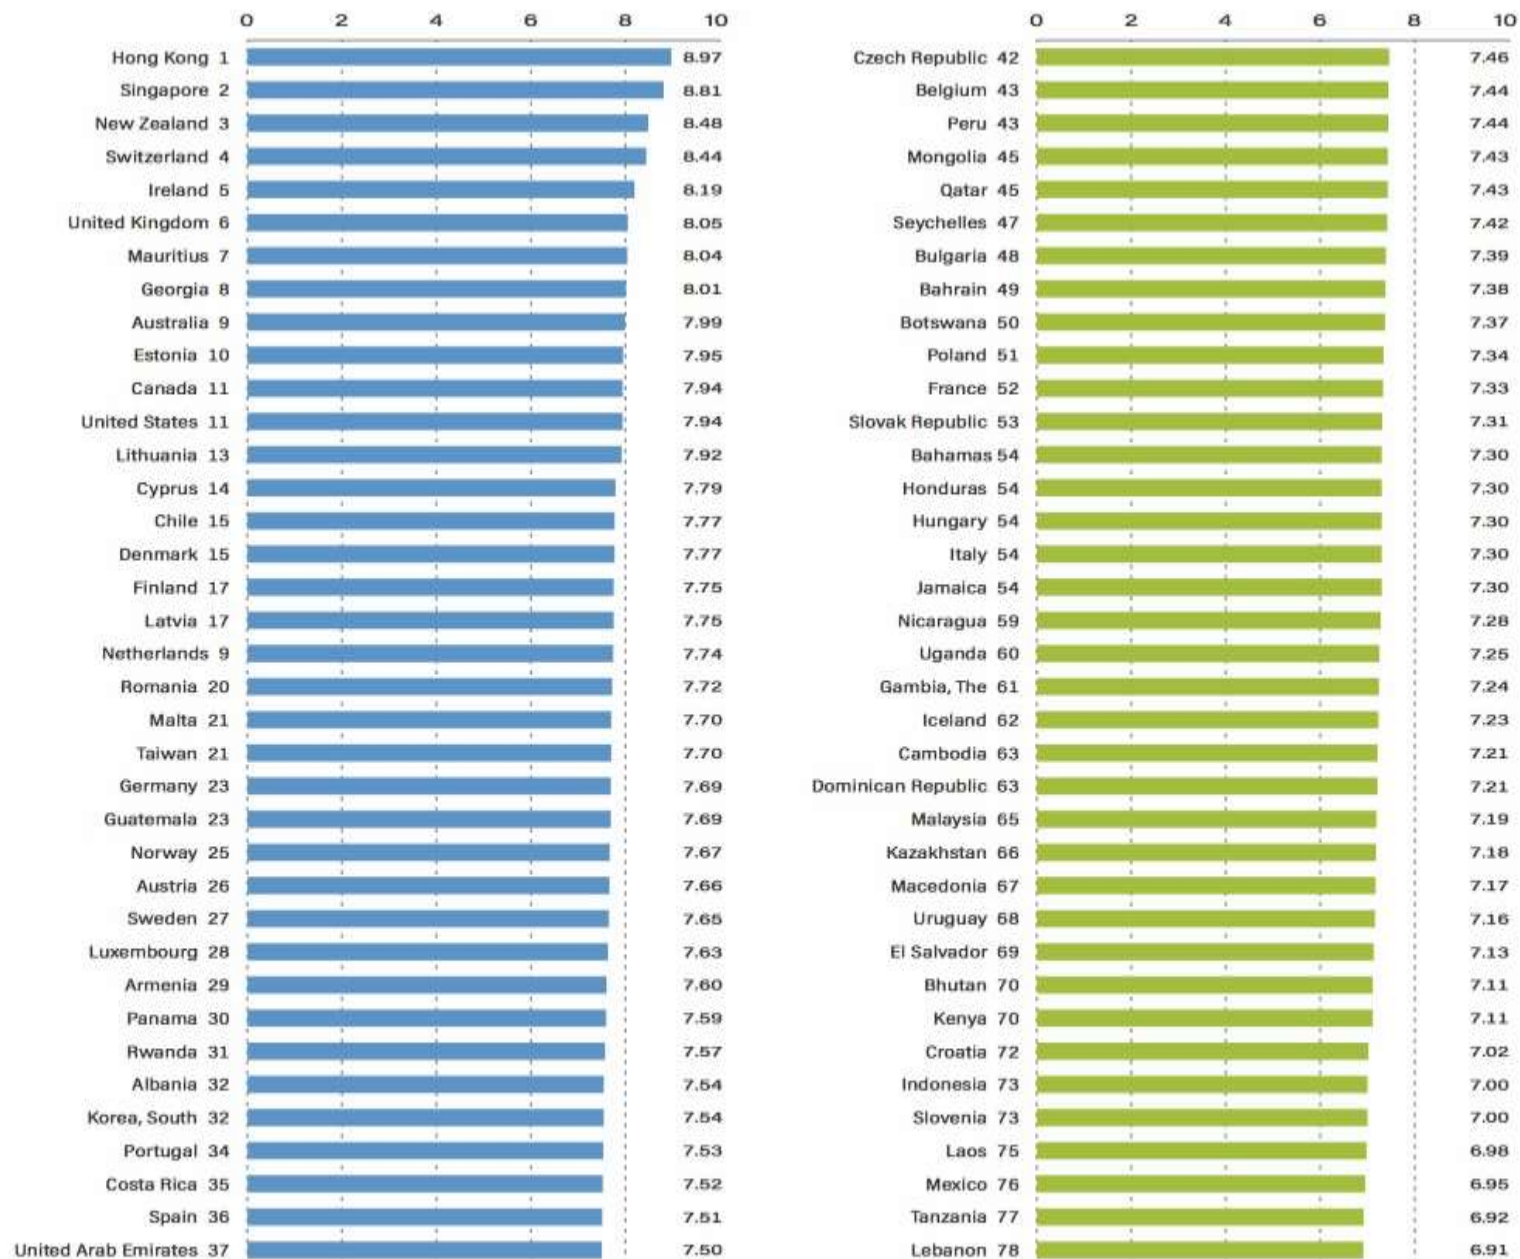 0 2 4 6 8 10
Hong Kong 1 8.97
Singapore 2 8.81
New Zealand 3 8.48
Switzerland 4 8.44
Ireland 5 8.19
United Kingdom 6 8.05
Mauritius 7 8.04
Georgia 8 8.01
Australia 9 7.99
Estonia 10 7.95
Canada 11 7.94
United States 11 7.94
Lithuania 13 7.92
Cyprus 14 7.79
Chile 15 7.77
Denmark 15 7.77
Finland 17 7.75
Latvia 17 7.75
Netherlands 9 7.74
Romania 20 7.72
Malta 21 7.70
Taiwan 21 7.70
Germany 23 7.69
Guatemala 23 7.69
Norway 25 7.67
Austria 26 7.66
Sweden 27 7.65
Luxembourg 28 7.63
Armenia 29 7.60
Panama 30 7.59
Rwanda 31 7.57
Albania 32 7.54
Korea, South 32 7.54
Portugal 34 7.53
Costa Rica 35 7.52
Spain 36 7.51
United Arab Emirates 37 7.50
0 2 4 6 8 10
Czech Republic 42 7.46
Belgium 43 7.44
Peru 43 7.44
Mongolia 45 7.43
Qatar 45 7.43
Seychelles 47 7.42
Bulgaria 48 7.39
Bahrain 49 7.38
Botswana 50 7.37
Poland 51 7.34
France 52 7.33
Slovak Republic 53 7.31
Bahamas 54 7.30
Honduras 54 7.30
Hungary 54 7.30
Italy 54 7.30
Jamaica 54 7.30
Nicaragua 59 7.28
Uganda 60 7.25
Gambia, The 61 7.24
Iceland 62 7.23
Cambodia 63 7.21
Dominican Republic 63 7.21
Malaysia 65 7.19
Kazakhstan 66 7.18
Macedonia 67 7.17
Uruguay 68 7.16
El Salvador 69 7.13
Bhutan 70 7.11
Kenya 70 7.11
Croatia 72 7.02
Indonesia 73 7.00
Slovenia 73 7.00
Laos 75 6.98
Mexico 76 6.95
Tanzania 77 6.92
Lebanon 78 6.91